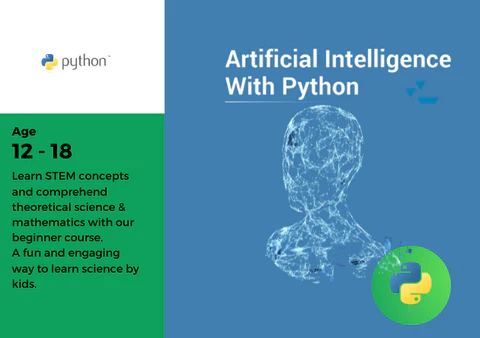 python™
Artificial Intelligence
With Python
Age
12 - 18
Learn STEM concepts
and comprehend
theoretical science &
mathematics with our
beginner course.
A fun and engaging
way to learn science by
kids.